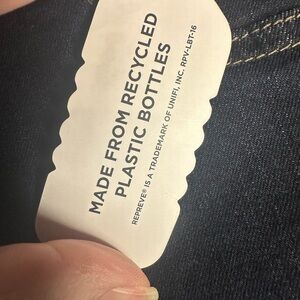 MADE FROM RECYCLED
PLASTIC BOTTLES
REPREVE® IS A TRADEMARK OF UNIFI, INC. RPV-LBT-16